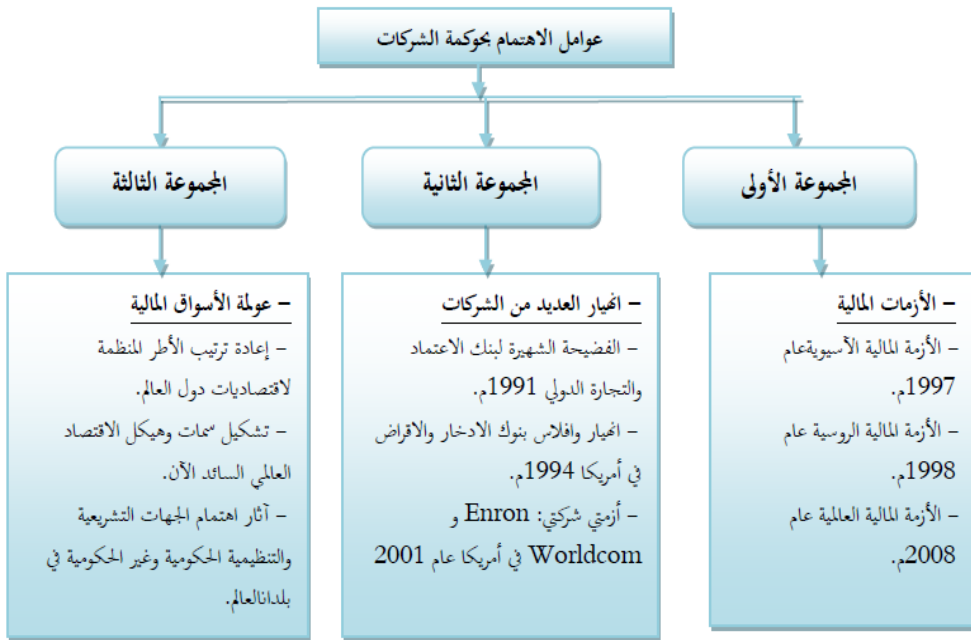 عوامل الاهتمام بحوكمة الشركات
المجموعة الأولى
– الأزمات المالية
– الأزمة المالية الآسيويةعام
1997م.
– الأزمة المالية الروسية عام
1998م.
– الأزمة المالية العالمية عام
2008م.
المجموعة الثانية
– انهيار العديد من الشركات
– الفضيحة الشهيرة لبنك الاعتماد
والتجارة الدولي 1991م.
– انهيار وافلاس بنوك الادخار والاقراض
في أمريكا 1994م.
– أزمتي شركتي: Enron و
Worldcom في أمريكا عام 2001
المجموعة الثالثة
– عولمة الأسواق المالية
– إعادة ترتيب الأطر المنظمة
لاقتصاديات دول العالم.
– تشكيل سمات وهيكل الاقتصاد
العالمي السائد الآن.
– آثار اهتمام الجهات التشريعية
والتنظيمية الحكومية وغير الحكومية في
بلدانالعالم.